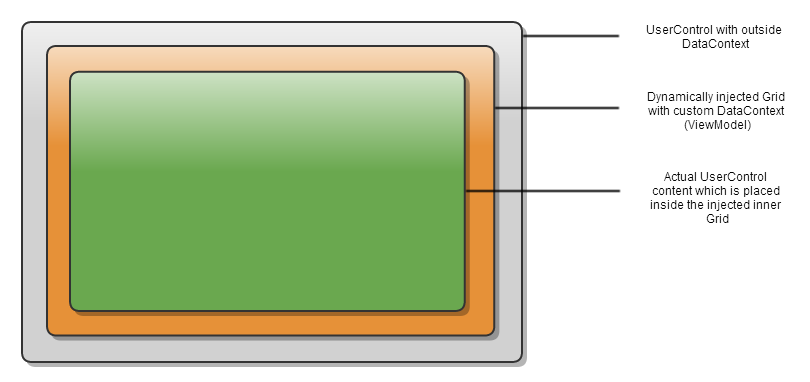 UserControl with outside
DataContext
Dynamically injected Grid
with custom DataContext
(ViewModel)
Actual UserControl
content which is placed
inside the injected inner
Grid